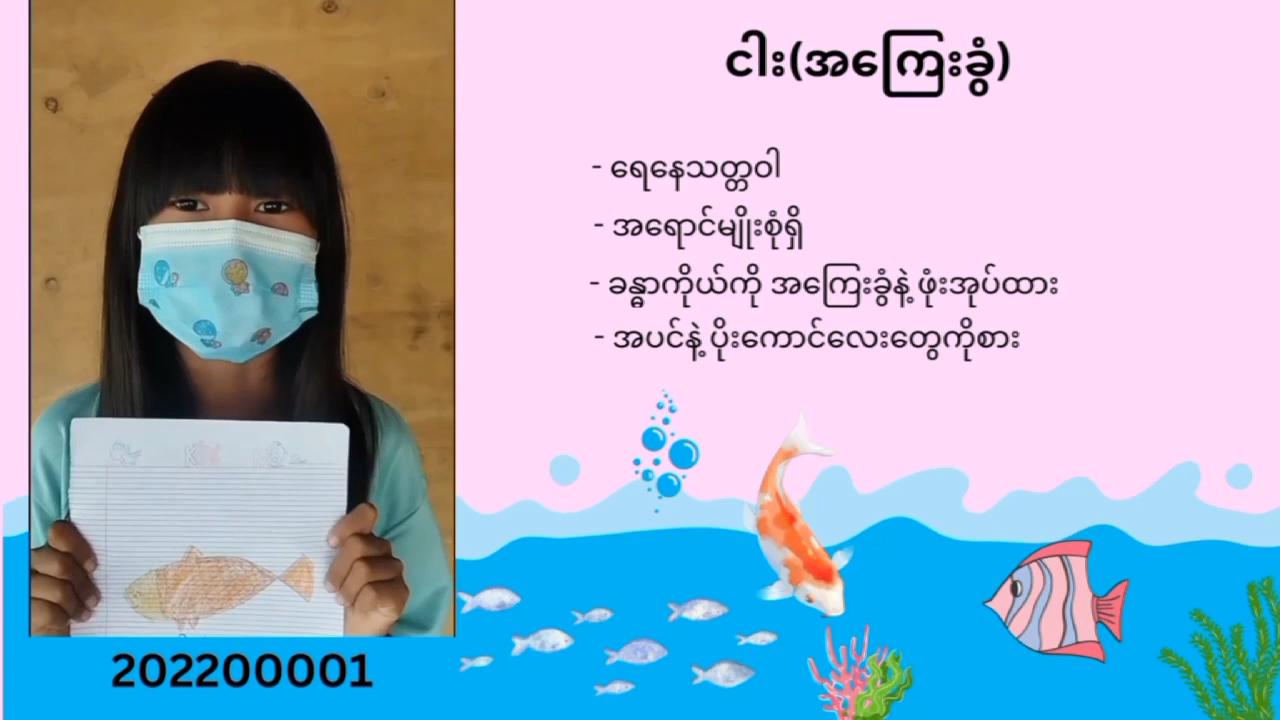 ငါး(အကြေးခွံ)
- ရေနေသတ္တဝါ
- အရောင်မျိုးစုံရှိ
- ခန္ဓာကိုယ်ကို အကြေးခွံနဲ့ ဖုံးအုပ်ထား
- အပင်နဲ့ ပိုးကောင်လေးတွေကိုစား
202200001